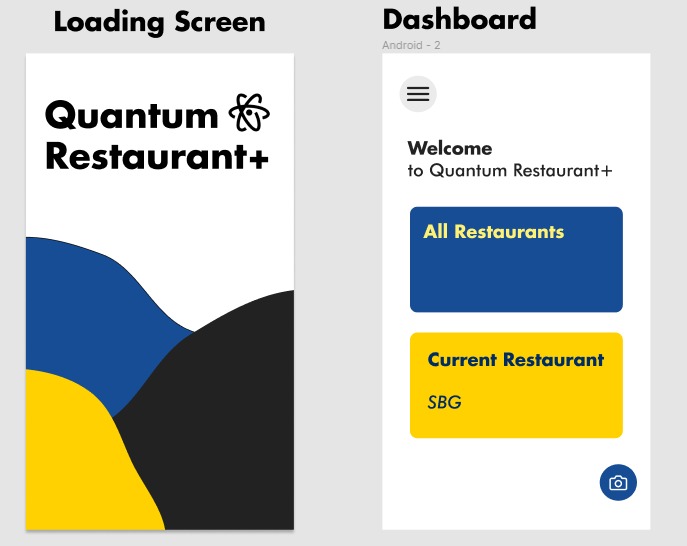 Loading Screen
Quantum
Restaurant+
Dashboard
Android - 2
Welcome
to Quantum Restaurant+
All Restaurants
Current Restaurant
SBG